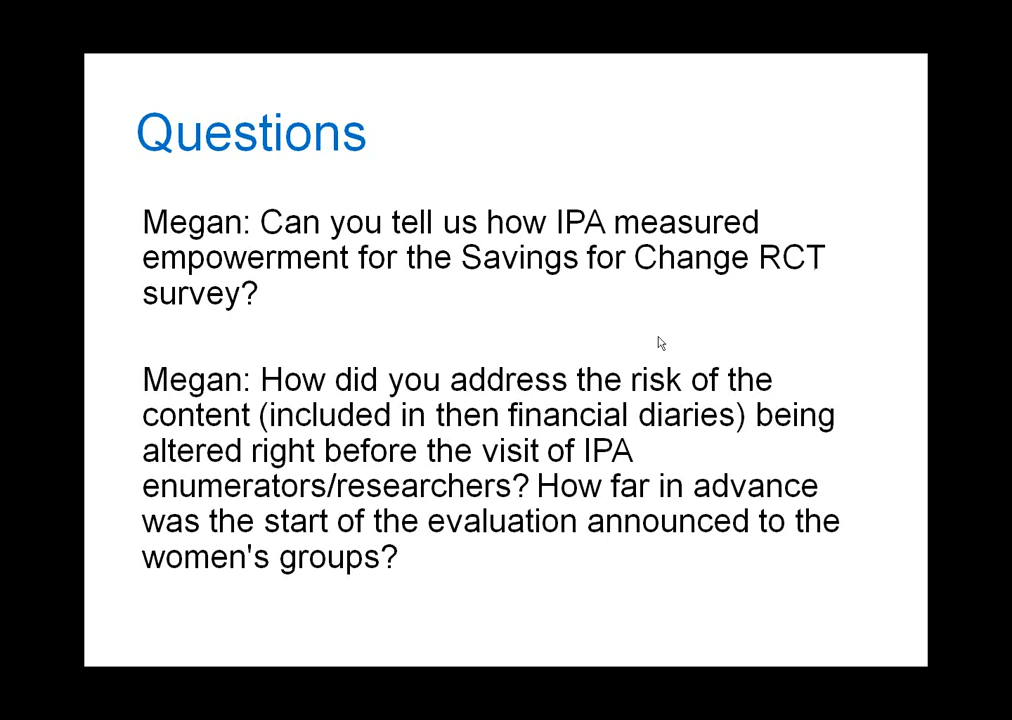 Questions
Megan: Can you tell us how IPA measured
empowerment for the Savings for Change RCT
survey?
Megan: How did you address the risk of the
content (included in then financial diaries) being
altered right before the visit of IPA
enumerators/researchers? How far in advance
was the start of the evaluation announced to the
women's groups?